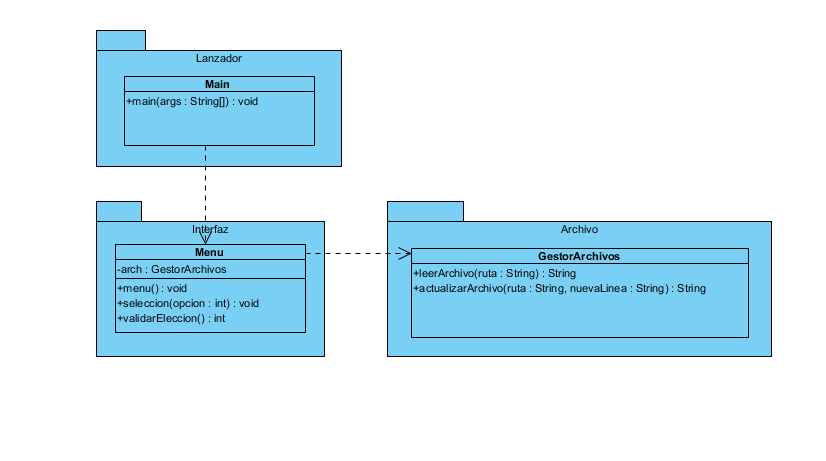 Lanzador
Main
+main(args : String[]) : void
Interfaz
Menu
-arch : GestorArchivos
+menu() : void
+seleccion(opcion : int) : void
+validarEleccion() : int
Archivo
GestorArchivos
+leerArchivo(ruta : String) : String
+actualizarArchivo(ruta : String, nuevaLinea : String) : String